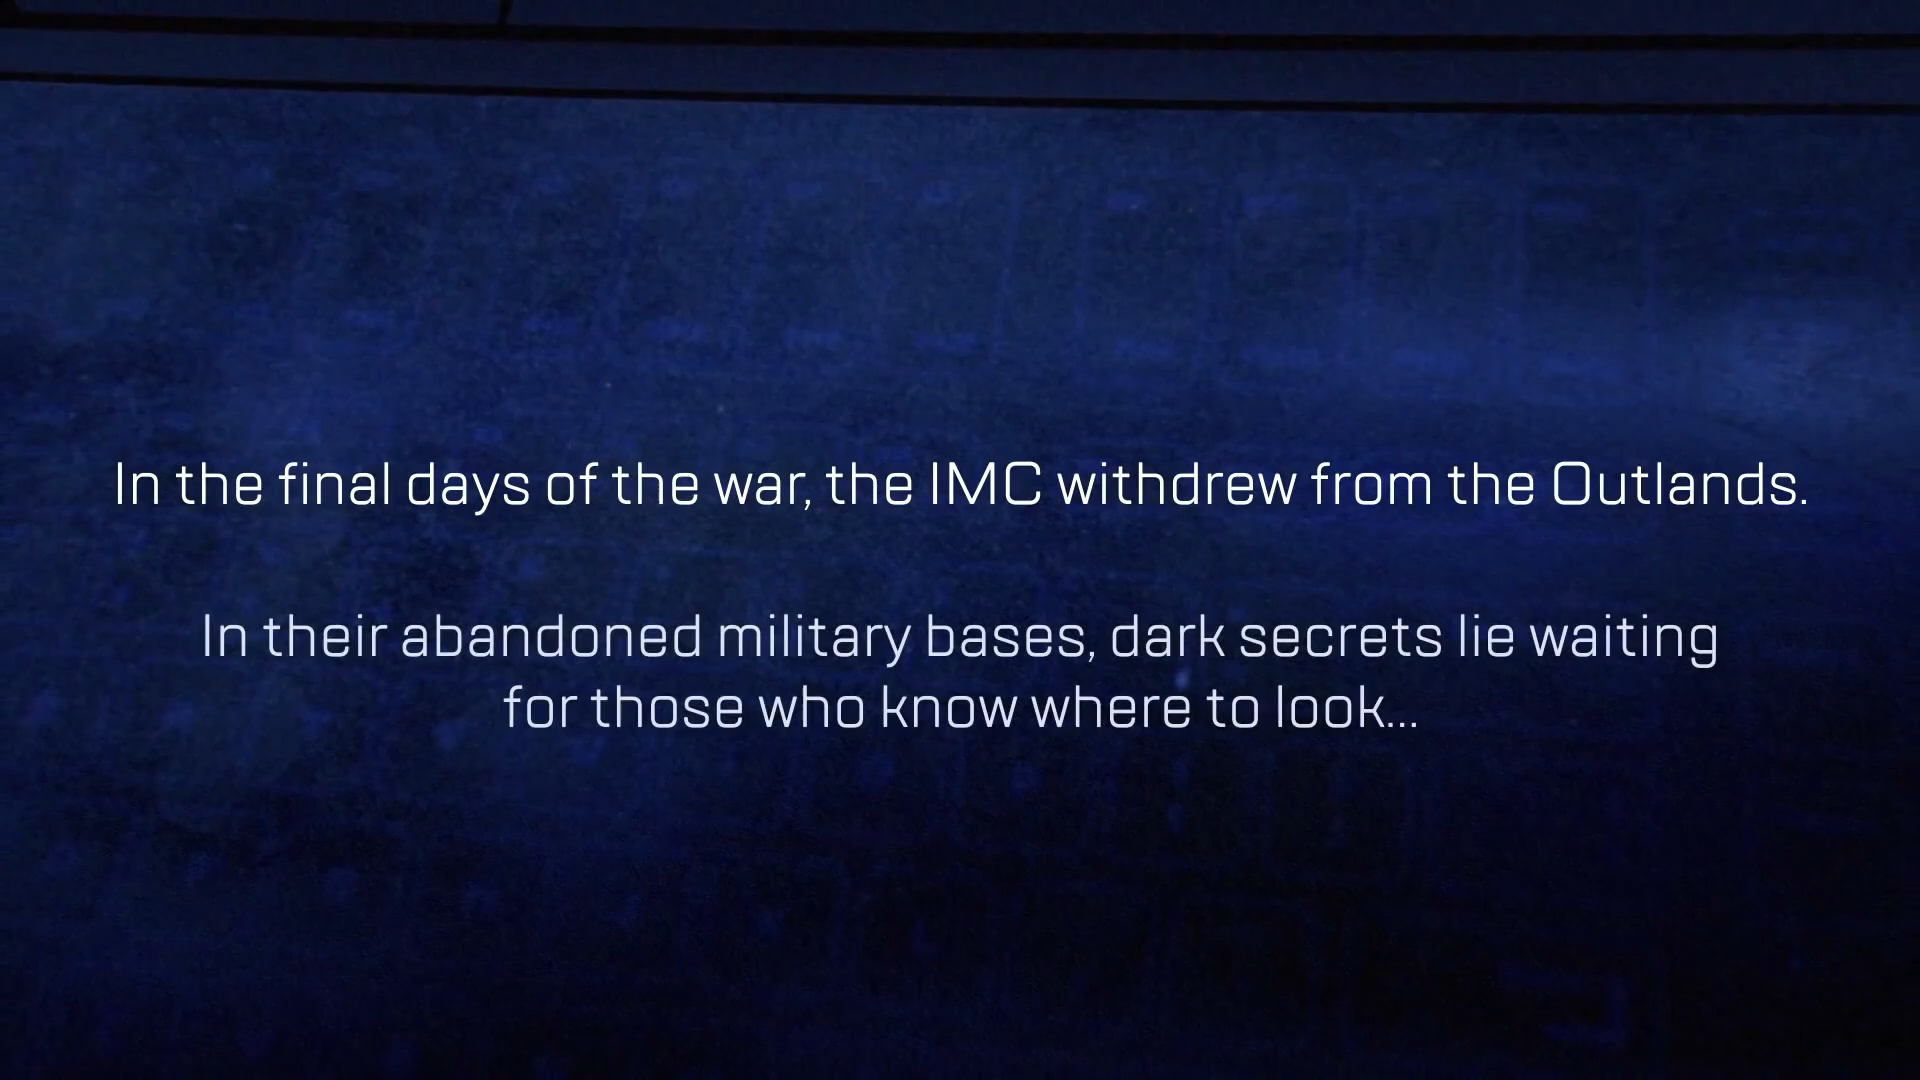 In the final days of the war, the IMC withdrew from the Outlands.
In their abandoned military bases, dark secrets lie waiting
for those who know where to look...